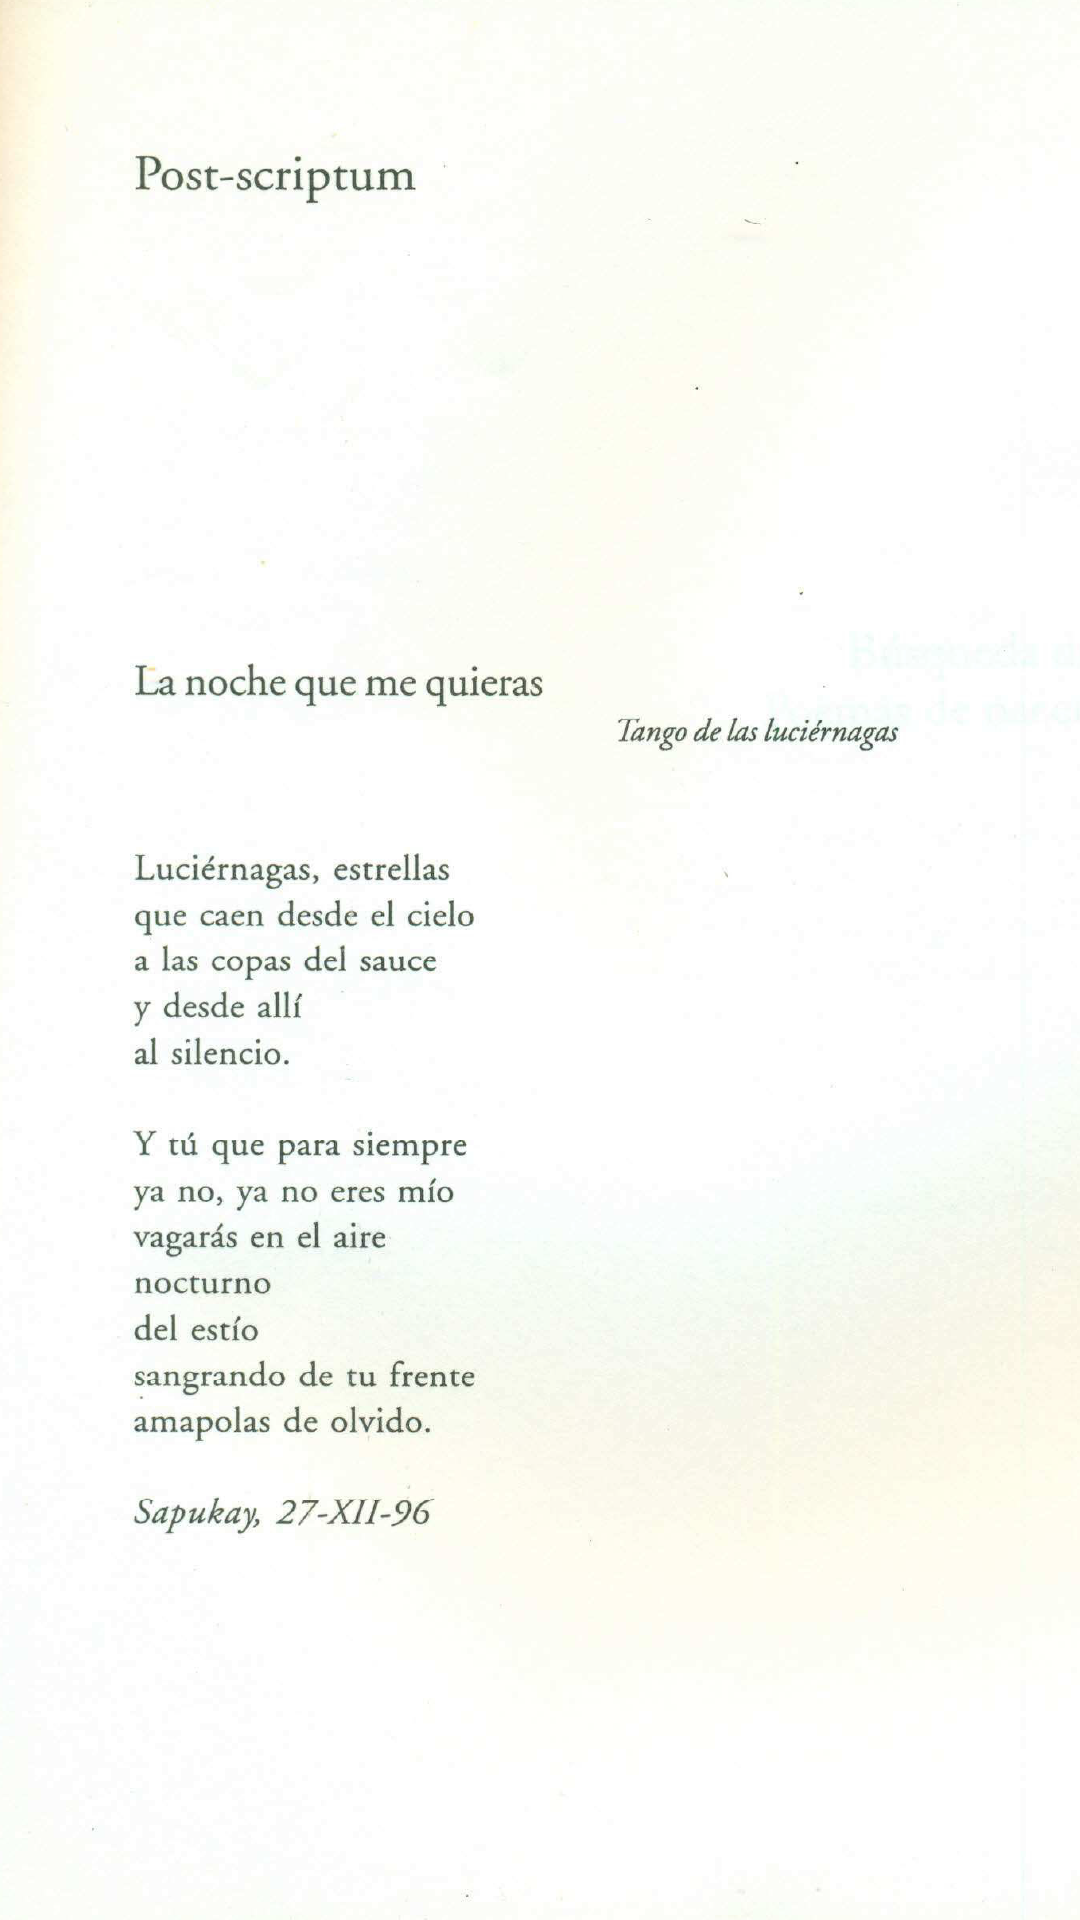 Post-scriptum
La noche que me quieras
Tango de las luciérnagas
Luciérnagas, estrellas
que caen desde el cielo
a las copas del sauce
y desde allí
al silencio.
Y tú que para siempre
ya no, ya no eres mío
vagarás en el aire
nocturno
del estío
sangrando de tu frente
amapolas de olvido.
Sapukay, 27-XII-96